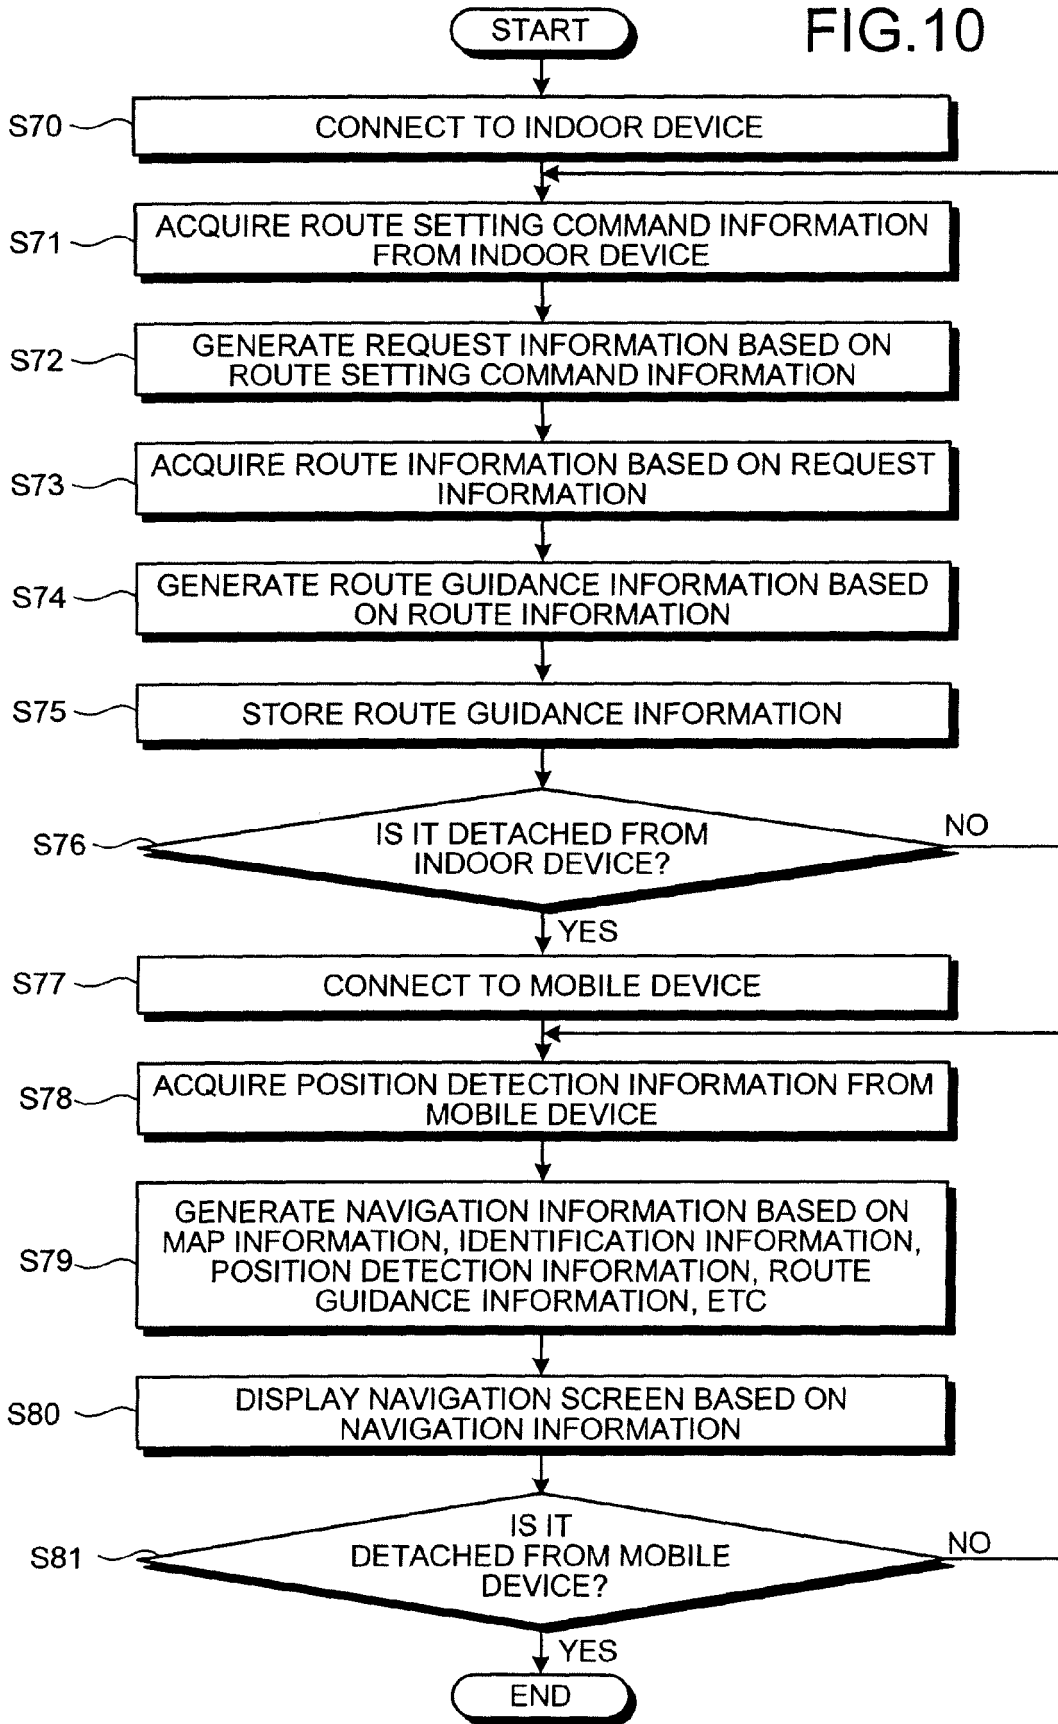 START
FIG.10
S70
CONNECT TO INDOOR DEVICE
S71
ACQUIRE ROUTE SETTING COMMAND INFORMATION
FROM INDOOR DEVICE
S72
GENERATE REQUEST INFORMATION BASED ON
ROUTE SETTING COMMAND INFORMATION
S73
ACQUIRE ROUTE INFORMATION BASED ON REQUEST
INFORMATION
S74
GENERATE ROUTE GUIDANCE INFORMATION BASED
ON ROUTE INFORMATION
S75
STORE ROUTE GUIDANCE INFORMATION
S76
IS IT DETACHED FROM
INDOOR DEVICE?
NO
YES
S77
CONNECT TO MOBILE DEVICE
S78
ACQUIRE POSITION DETECTION INFORMATION FROM
MOBILE DEVICE
S79
GENERATE NAVIGATION INFORMATION BASED ON
MAP INFORMATION, IDENTIFICATION INFORMATION,
POSITION DETECTION INFORMATION, ROUTE
GUIDANCE INFORMATION, ETC
S80
DISPLAY NAVIGATION SCREEN BASED ON
NAVIGATION INFORMATION
S81
IS IT
DETACHED FROM MOBILE
DEVICE?
NO
YES
END